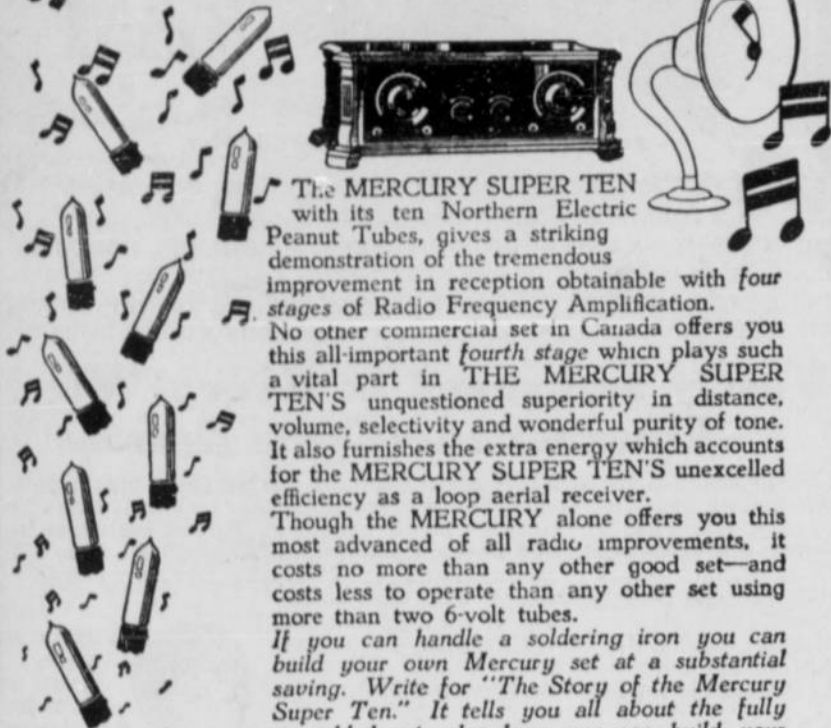 The MERCURY SUPER TEN
with its ten Northern Electric
Peanut Tubes, gives a striking
demonstration of the tremendous
improvement in reception obtainable with four
stages of Radio Frequency Amplification.
No other commercial set in Canada offers you
this all-important fourth stage which plays such
a vital part in THE MERCURY SUPER
TEN'S unquestioned superiority in distance,
volume, selectivity and wonderful purity of tone.
It also furnishes the extra energy which accounts
for the MERCURY SUPER TEN'S unexcelled
efficiency as a loop aerial receiver.
Though the MERCURY alone offers you this
most advanced of all radio improvements, it
costs no more than any other good set—and
costs less to operate than any other set using
more than two 6-volt tubes.
If you can handle a soldering iron you can
build your own Mercury set at a substantial
saving. Write for "The Story of the Mercury
Super Ten." It tells you all about the fully